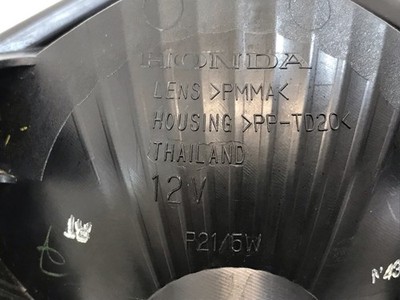 HONDA
LENS >PMMA<
HOUSING >PP-TD20<
THAILAND
12V
P21/5W